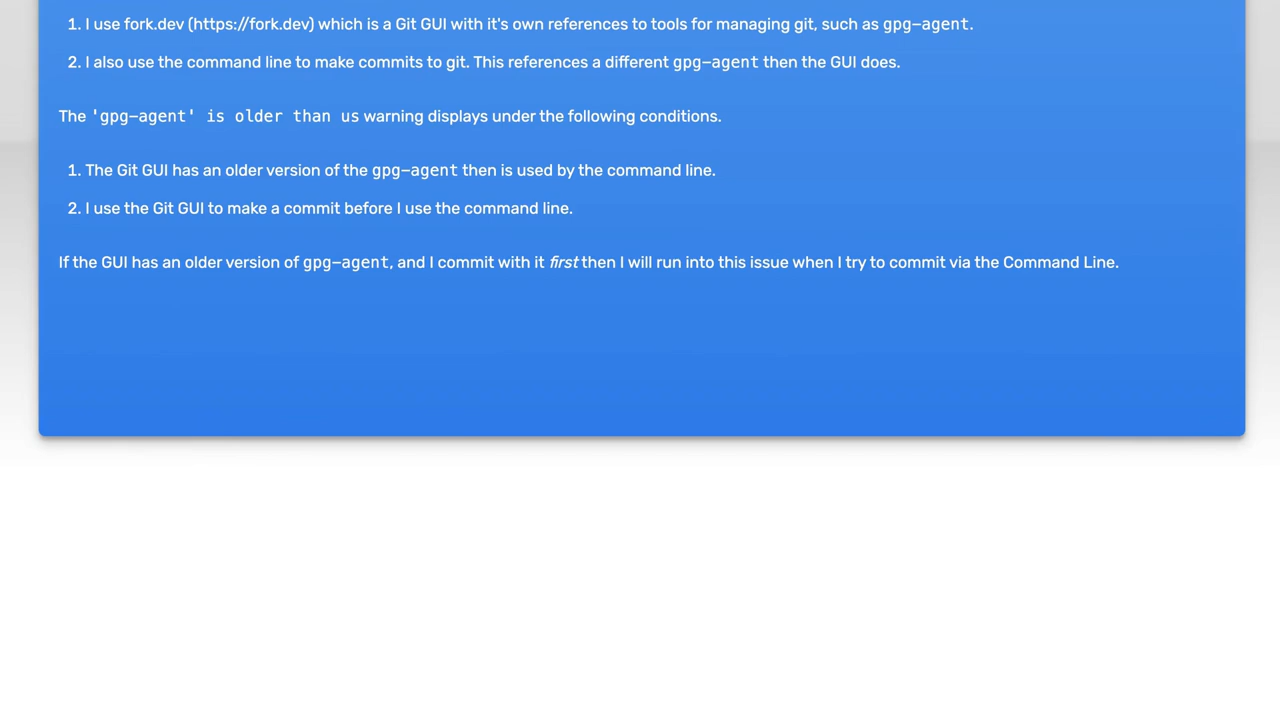 1. I use fork.dev (https://fork.dev) which is a Git GUI with it's own references to tools for managing git, such as gpg-agent.
2. I also use the command line to make commits to git. This references a different gpg-agent then the GUI does.
The 'gpg-agent' is older than us warning displays under the following conditions.
1. The Git GUI has an older version of the gpg-agent then is used by the command line.
2. I use the Git GUI to make a commit before I use the command line.
If the GUI has an older version of gpg-agent, and I commit with it first then I will run into this issue when I try to commit via the Command Line.